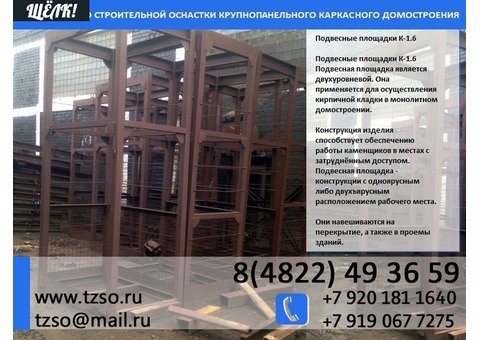 ЩЁЛК!
О СТРОИТЕЛЬНОЙ ОСНАСТКИ КРУПНОПАНЕЛЬНОГО КАРКАСНОГО ДОМОСТРОЕНИЯ
Подвесные площадки К-1.6
Подвесные площадки К-1.6
Подвесная площадка является
двухуровневой. Она
применяется для осуществления
кирпичной кладки в монолитном
домостроении.
Конструкция изделия
способствует обеспечению
работы каменщиков в местах с
затруднённым доступом.
Подвесная площадка -
конструкции с одноярусным
либо двухъярусным
расположением рабочего места.
Они навешиваются на
перекрытие, а также в проемы
зданий.
8(4822) 49 36 59
www.tzso.ru
+7 920 181 1640
tzso@mail.ru
+7 919 067 7275